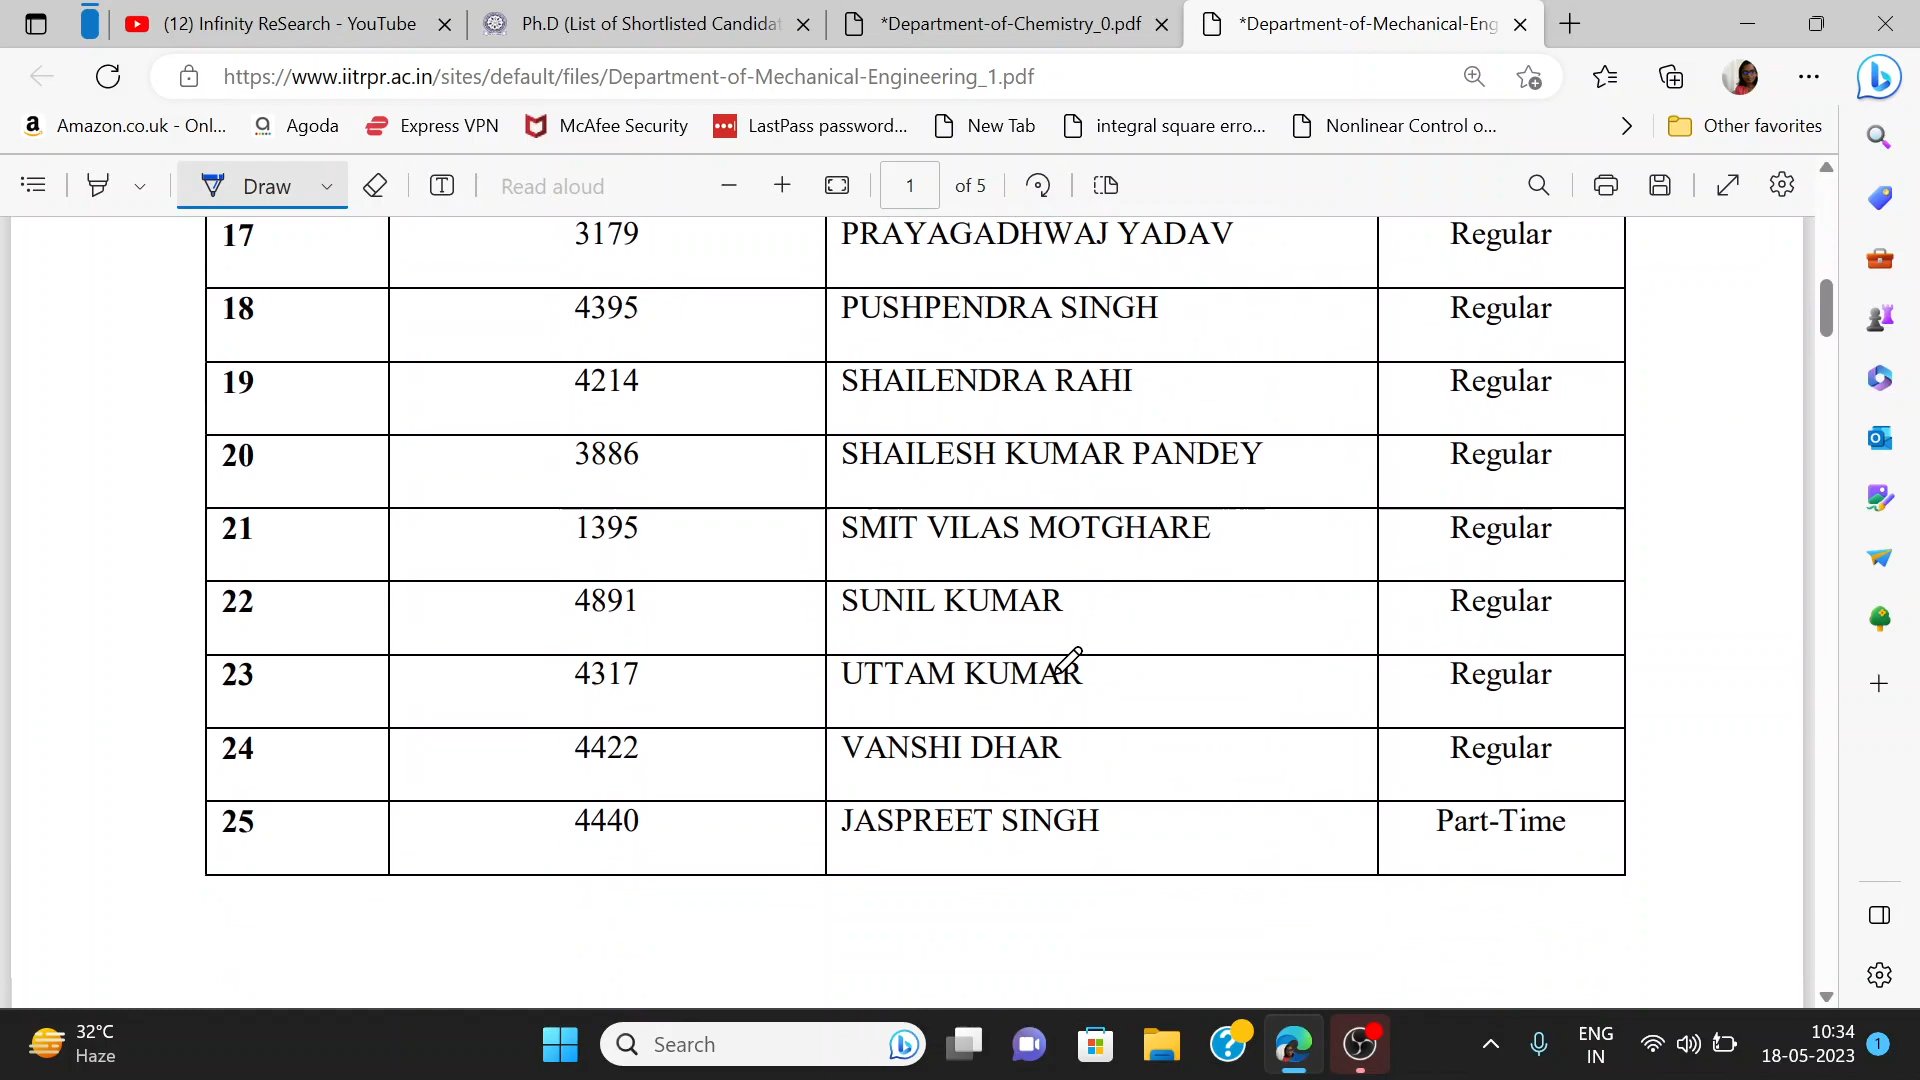 (12) Infinity ReSearch - YouTube
Ph.D (List of Shortlisted Candidat
*Department-of-Chemistry_0.pdf
*Department-of-Mechanical-Eng
https://www.iitrpr.ac.in/sites/default/files/Department-of-Mechanical-Engineering_1.pdf
Amazon.co.uk - Onl...
Agoda
Express VPN
McAfee Security
LastPass password...
New Tab
integral square erro...
Nonlinear Control o...
Other favorites
Draw
Read aloud
1 of 5
17 3179 PRAYAGADHWAJ YADAV Regular
18 4395 PUSHPENDRA SINGH Regular
19 4214 SHAILENDRA RAHI Regular
20 3886 SHAILESH KUMAR PANDEY Regular
21 1395 SMIT VILAS MOTGHARE Regular
22 4891 SUNIL KUMAR Regular
23 4317 UTTAM KUMAR Regular
24 4422 VANSHI DHAR Regular
25 4440 JASPREET SINGH Part-Time
32°C
Haze
Search
ENG
IN
10:34
18-05-2023
1